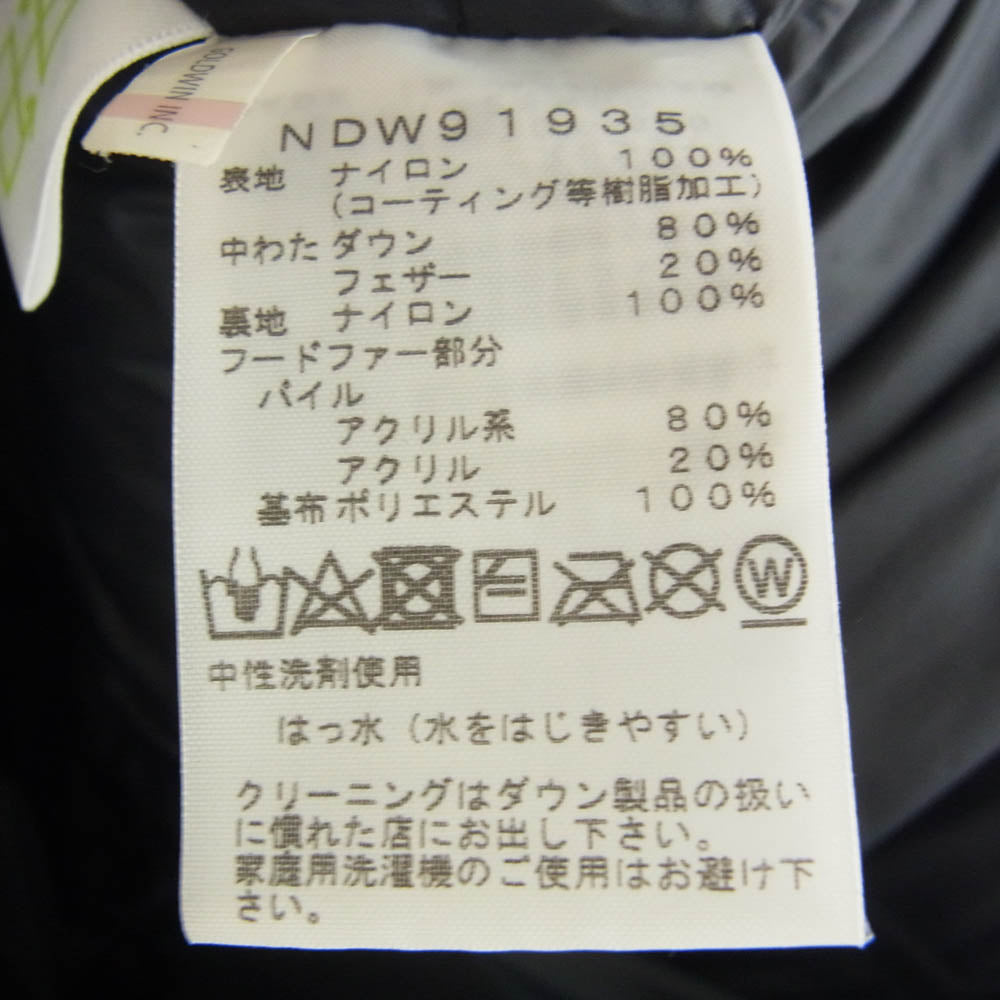 GOLDWIN INC.
NDW91935
表地 ナイロン 100%
(コーティング等樹脂加工)
中わた ダウン 80%
フェザー 20%
裏地 ナイロン 100%
フードファー部分
パイル
アクリル系 80%
アクリル 20%
基布 ポリエステル 100%
W
中性洗剤使用
はっ水(水をはじきやすい)
クリーニングはダウン製品の扱い
に慣れた店にお出し下さい。
家庭用洗濯機のご使用はお避け下
さい。